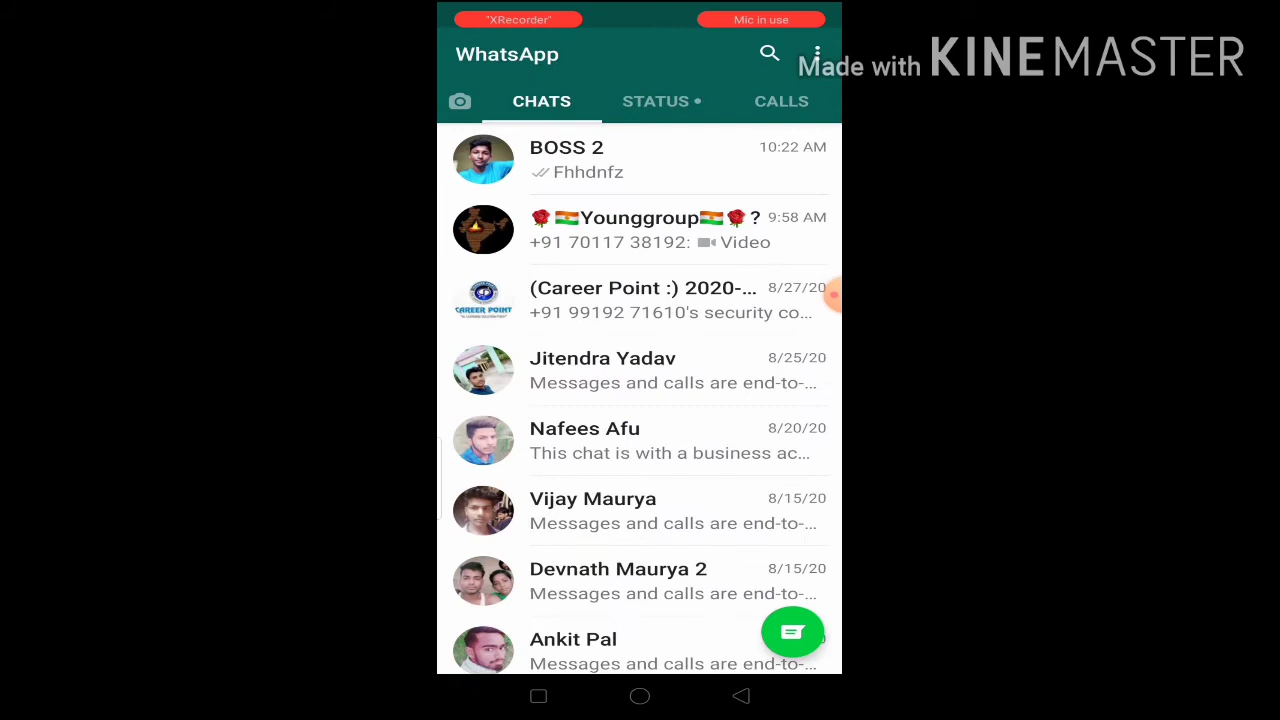 "XRecorder" Mic in use
WhatsApp
Made with KINEMASTER
CHATS STATUS • CALLS
BOSS 2 10:22 AM
Fhhdnfz
🌹🇮🇳Younggroup🇮🇳🌹? 9:58 AM
+91 70117 38192: Video
(Career Point :) 2020-... 8/27/20
CAREER POINT
+91 99192 71610's security co...
Jitendra Yadav 8/25/20
Messages and calls are end-to-...
Nafees Afu 8/20/20
This chat is with a business ac...
Vijay Maurya 8/15/20
Messages and calls are end-to-...
Devnath Maurya 2 8/15/20
Messages and calls are end-to-...
Ankit Pal
Messages and calls are end-to-...